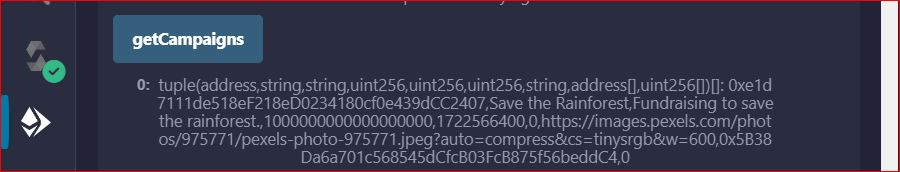 getCampaigns
0: tuple(address,string,string,uint256,uint256,uint256,string,address[],uint256[])[]: 0xe1d
7111de518eF218eD0234180cf0e439dCC2407,Save the Rainforest,Fundraising to save
the rainforest.,1000000000000000000,1722566400,0,https://images.pexels.com/phot
os/975771/pexels-photo-975771.jpeg?auto=compress&cs=tinysrgb&w=600,0x5B38
Da6a701c568545dCfcB03FcB875f56beddC4,0